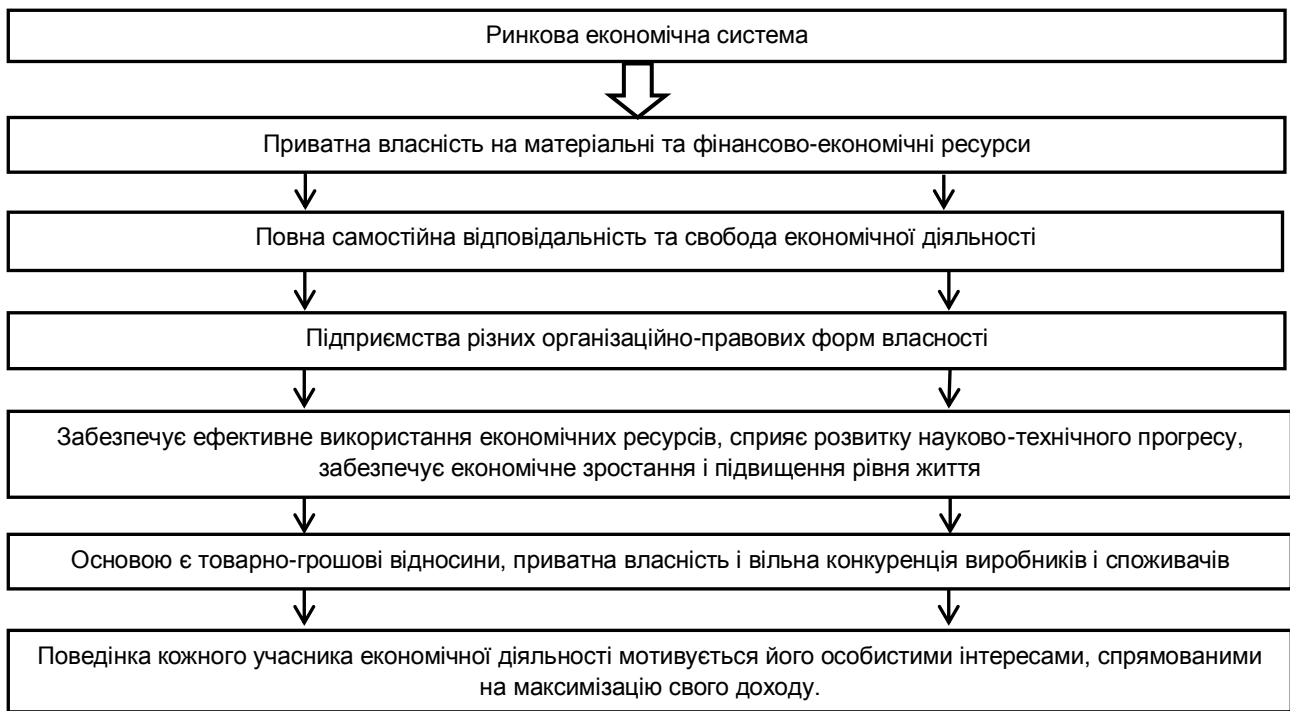 Ринкова економічна система
Приватна власність на матеріальні та фінансово-економічні ресурси
Повна самостійна відповідальність та свобода економічної діяльності
Підприємства різних організаційно-правових форм власності
Забезпечує ефективне використання економічних ресурсів, сприяє розвитку науково-технічного прогресу,
забезпечує економічне зростання і підвищення рівня життя
Основою є товарно-грошові відносини, приватна власність і вільна конкуренція виробників і споживачів
Поведінка кожного учасника економічної діяльності мотивується його особистими інтересами, спрямованими
на максимізацію свого доходу.